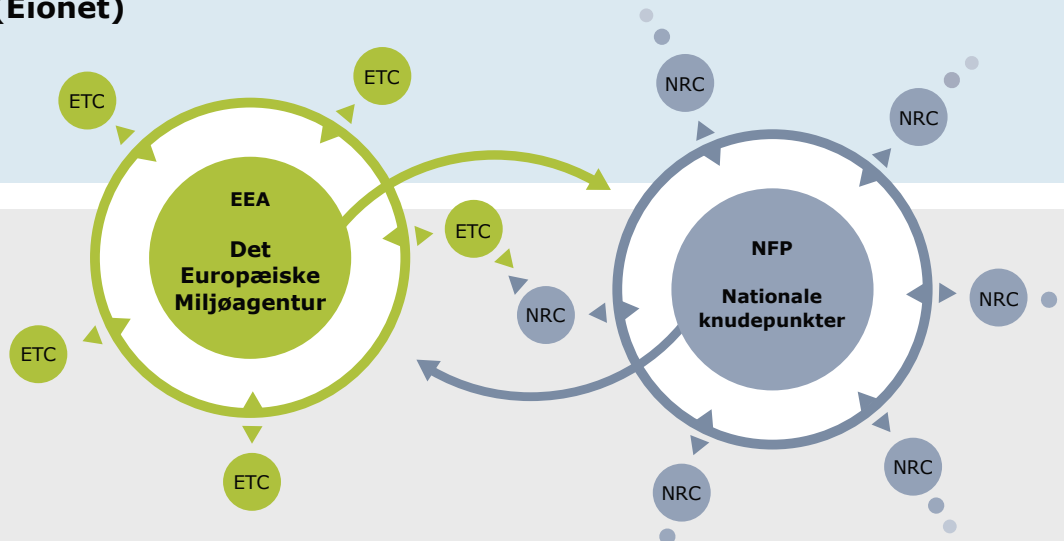 (Eionet)
ETC
ETC
NRC
NRC
ETC
EEA
Det
Europæiske
Miljøagentur
NFP
Nationale
knudepunkter
NRC
NRC
ETC
ETC
NRC
NRC